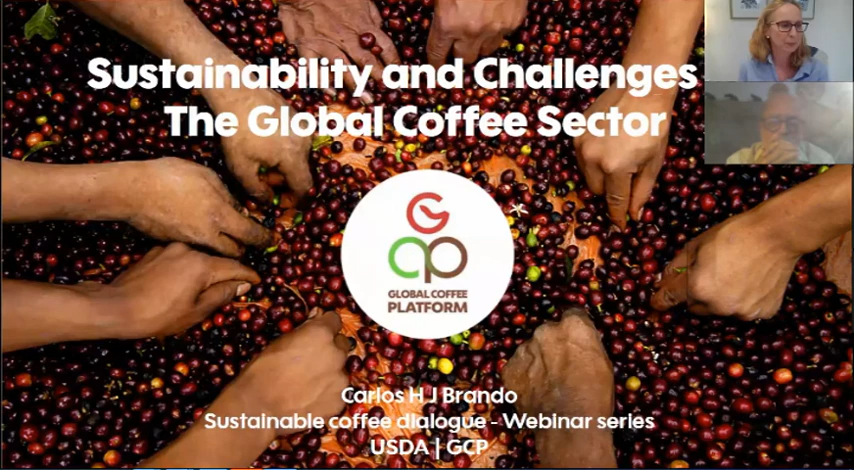 Sustainability and Challenges
The Global Coffee Sector
G
CP
GLOBAL COFFEE
PLATFORM
Carlos H J Brando
Sustainable coffee dialogue - Webinar series
USDA | GCP